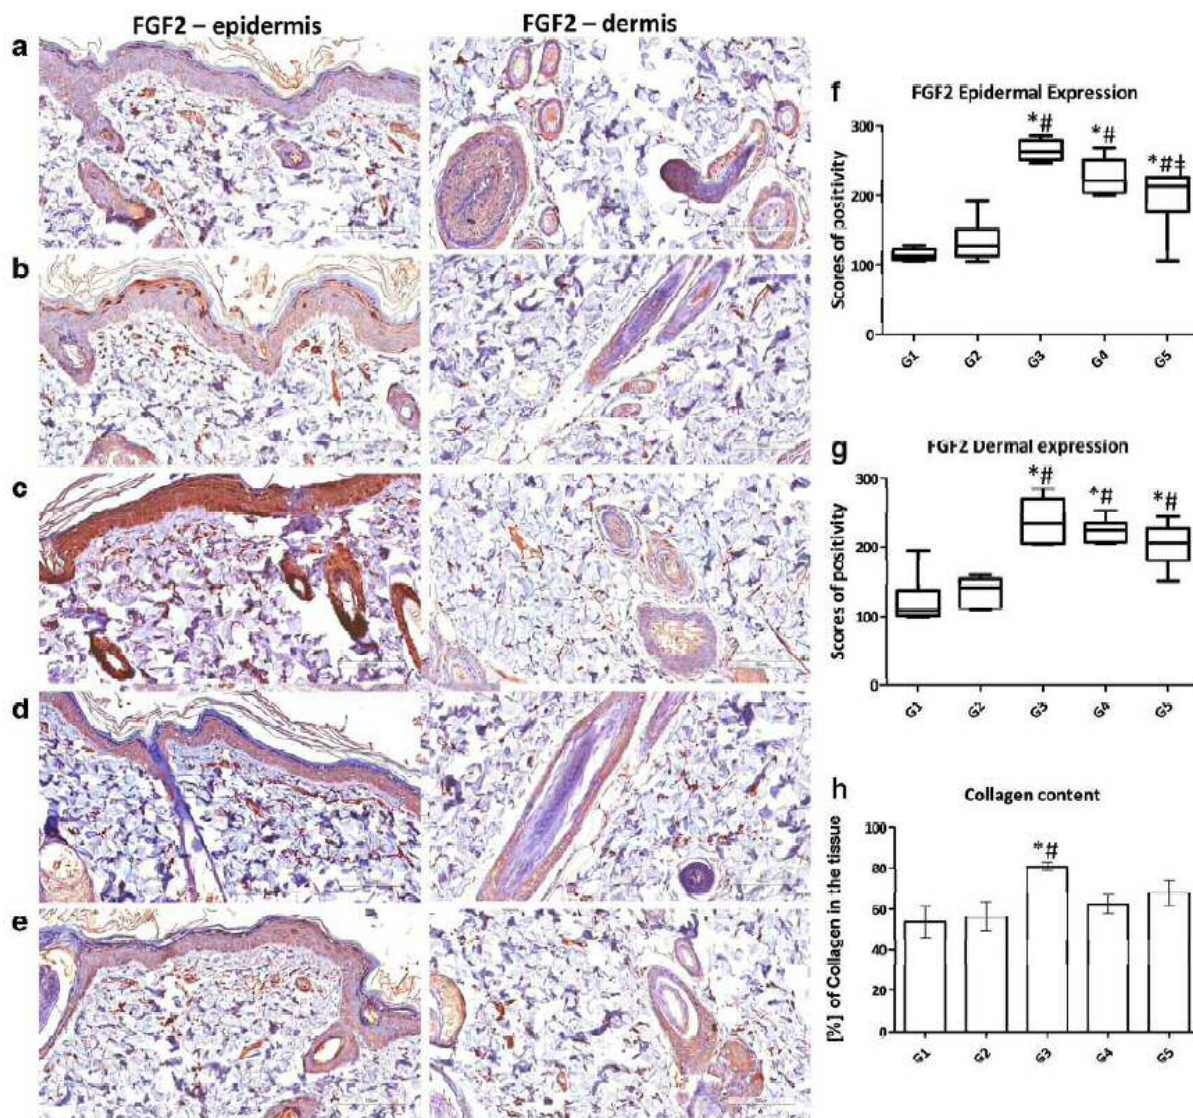 FGF2 – epidermis
FGF2 – dermis
a
b
c
d
e
f
FGF2 Epidermal Expression
Scores of positivity
300
200
100
0
*#
*#
*#‡
G1
G2
G3
G4
G5
g
FGF2 Dermal expression
Scores of positivity
300
200
100
0
*#
*#
*#
G1
G2
G3
G4
G5
h
Collagen content
[%] of Collagen in the tissue
100
80
60
40
20
0
*#
G1
G2
G3
G4
G5